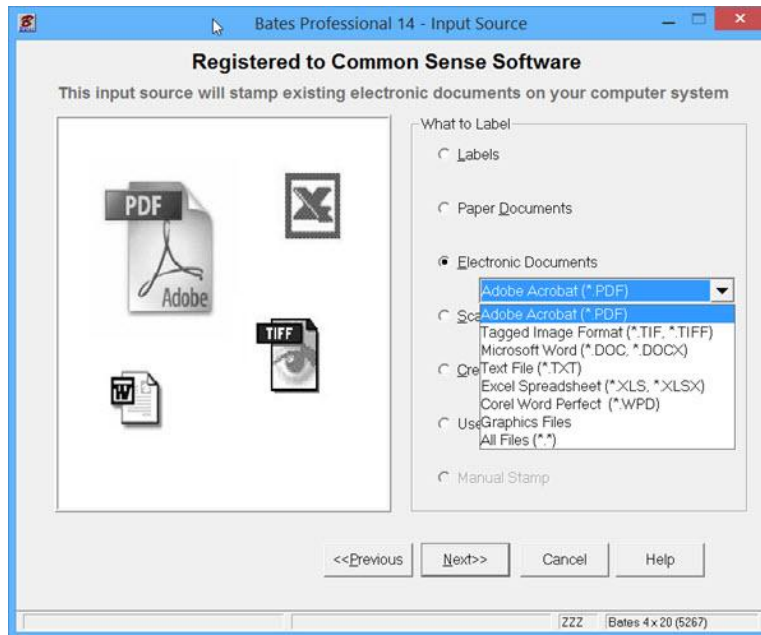 Bates Professional 14 - Input Source
Registered to Common Sense Software
This input source will stamp existing electronic documents on your computer system
PDF
Adobe
TIFF
W
What to Label
Labels
Paper Documents
Electronic Documents
Adobe Acrobat (*.PDF)
Sca
Adobe Acrobat (*.PDF)
Tagged Image Format (*.TIF, *.TIFF)
Microsoft Word (*.DOC, *.DOCX)
Cre
Text File (*.TXT)
Excel Spreadsheet (*.XLS, *.XLSX)
Corel Word Perfect (*.WPD)
Use
Graphics Files
All Files (*.*)
Manual Stamp
<<Previous
Next>>
Cancel
Help
ZZZ
Bates 4 x 20 (5267)